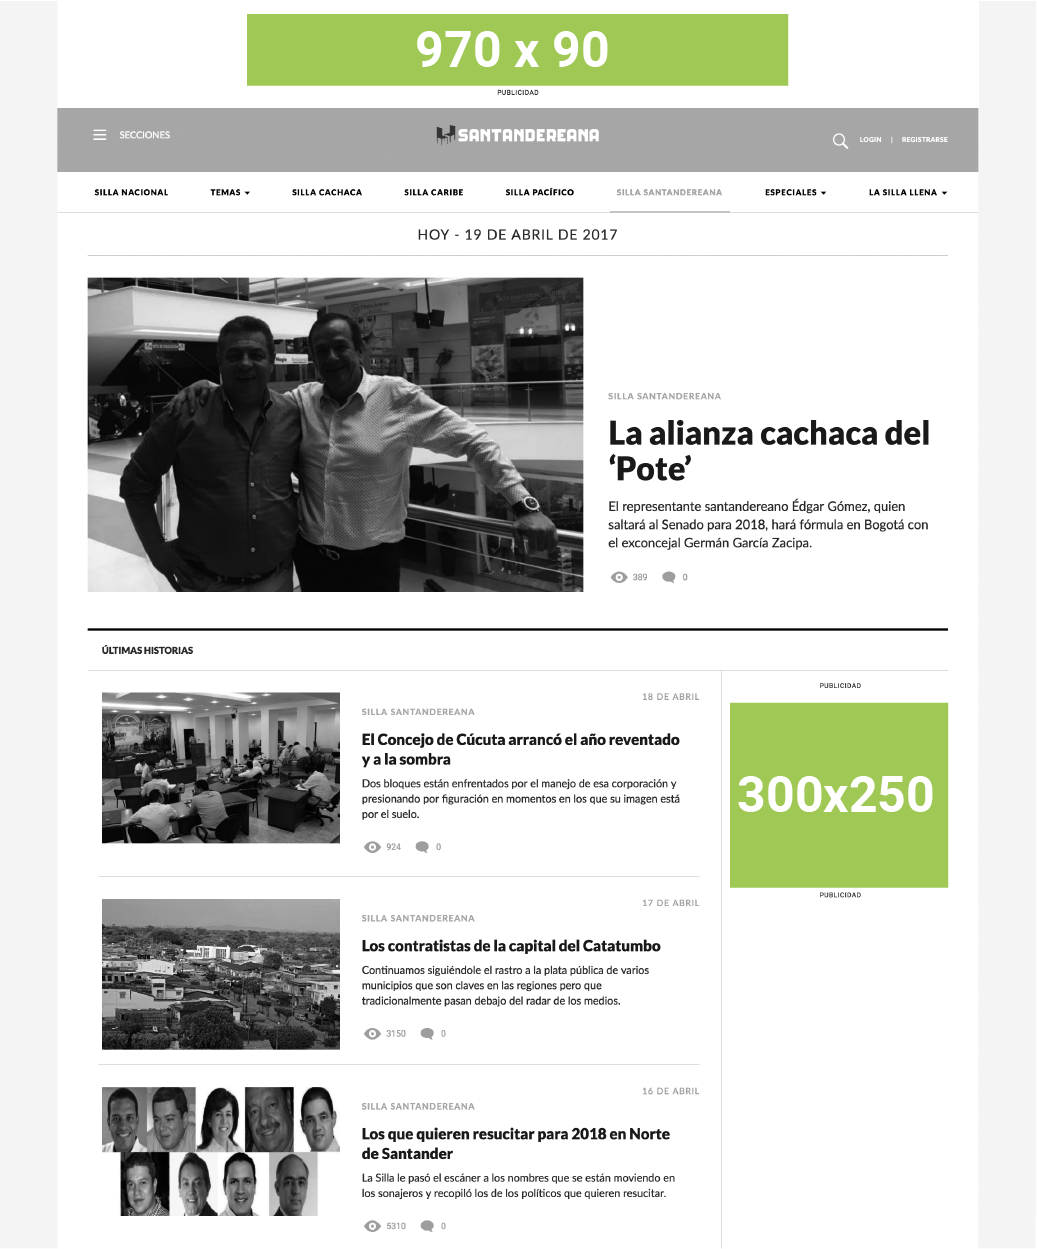 970 x 90
PUBLICIDAD
SECCIONES
SANTANDEREANA
LOGIN | REGISTRARSE
SILLA NACIONAL
TEMAS
SILLA CACHACA
SILLA CARIBE
SILLA PACÍFICO
SILLA SANTANDEREANA
ESPECIALES
LA SILLA LLENA
HOY - 19 DE ABRIL DE 2017
SILLA SANTANDEREANA
La alianza cachaca del
‘Pote’
El representante santandereano Édgar Gómez, quien
saltará al Senado para 2018, hará fórmula en Bogotá con
el exconcejal Germán García Zacipa.
389 0
ÚLTIMAS HISTORIAS
18 DE ABRIL
SILLA SANTANDEREANA
El Concejo de Cúcuta arrancó el año reventado
y a la sombra
Dos bloques están enfrentados por el manejo de esa corporación y
presionando por figuración en momentos en los que su imagen está
por el suelo.
924 0
PUBLICIDAD
300x250
PUBLICIDAD
17 DE ABRIL
SILLA SANTANDEREANA
Los contratistas de la capital del Catatumbo
Continuamos siguiéndole el rastro a la plata pública de varios
municipios que son claves en las regiones pero que
tradicionalmente pasan debajo del radar de los medios.
3150 0
16 DE ABRIL
SILLA SANTANDEREANA
Los que quieren resucitar para 2018 en Norte
de Santander
La Silla le pasó el escáner a los nombres que se están moviendo en
los sonajeros y recopiló los de los políticos que quieren resucitar.
5310 0